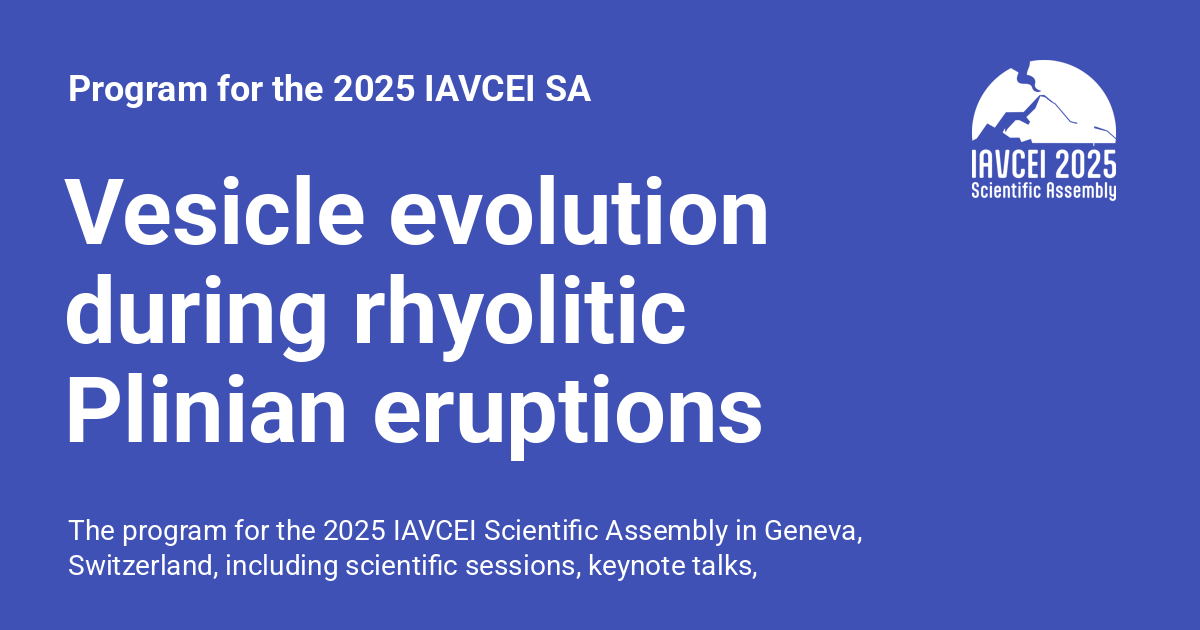 Program for the 2025 IAVCEI SA
IAVCEI 2025
Scientific Assembly
Vesicle evolution
during rhyolitic
Plinian eruptions
The program for the 2025 IAVCEI Scientific Assembly in Geneva,
Switzerland, including scientific sessions, keynote talks,